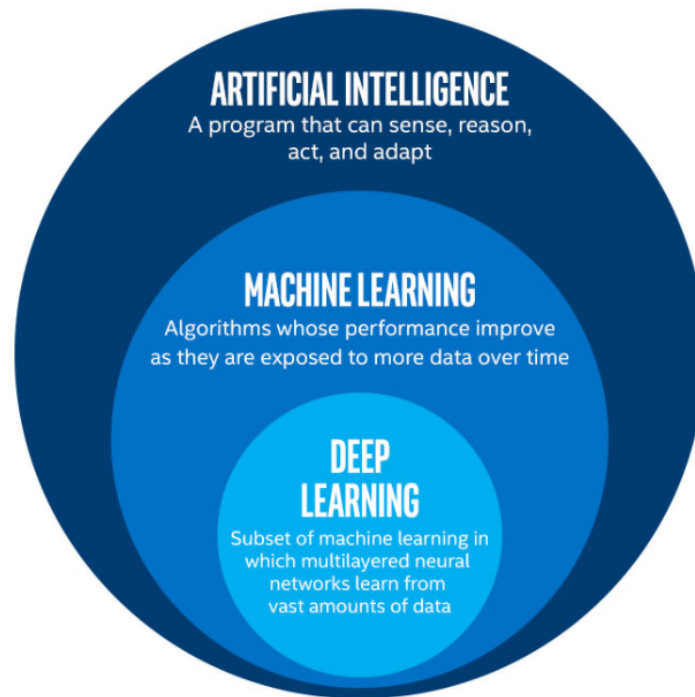 ARTIFICIAL INTELLIGENCE
A program that can sense, reason,
act, and adapt
MACHINE LEARNING
Algorithms whose performance improve
as they are exposed to more data over time
DEEP
LEARNING
Subset of machine learning in
which multilayered neural
networks learn from
vast amounts of data